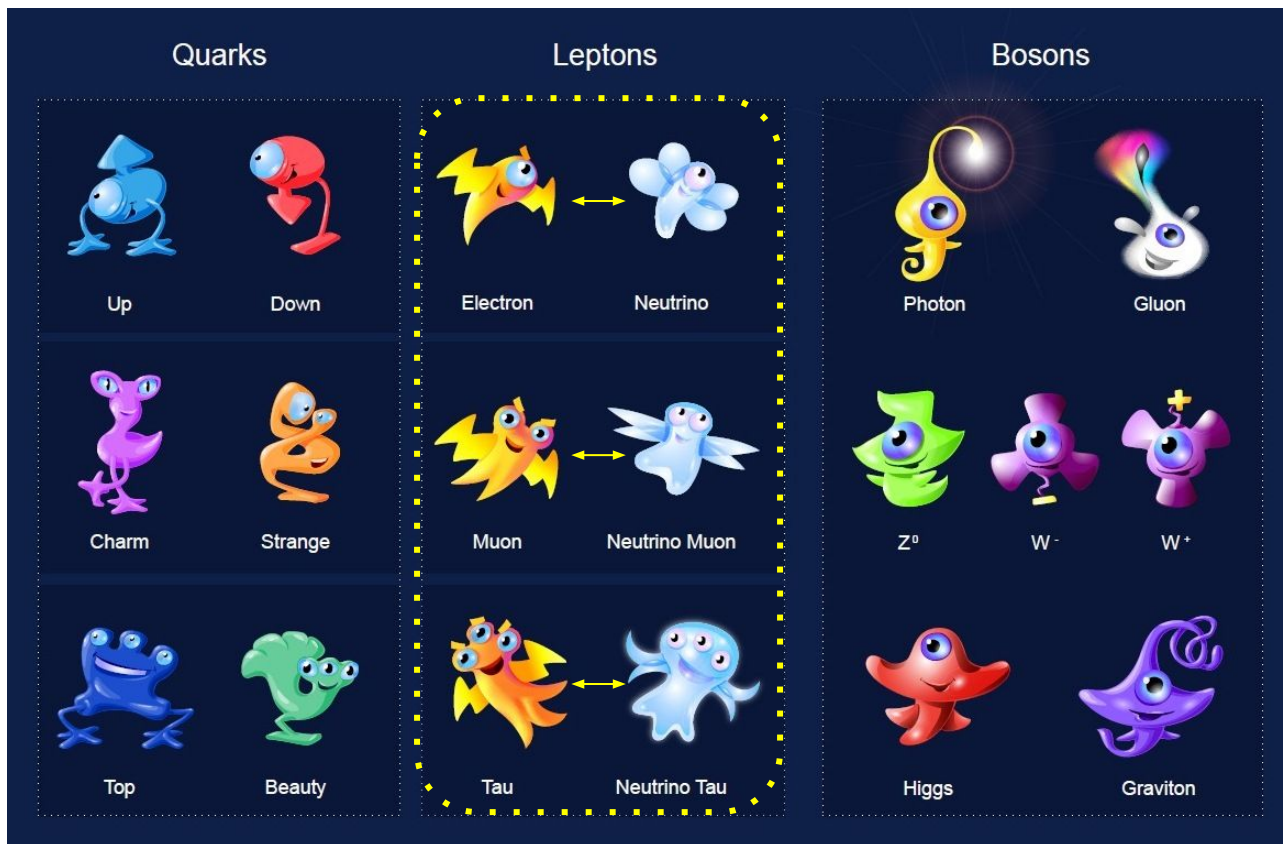 Quarks
Leptons
Bosons
Up
Down
Electron
Neutrino
Photon
Gluon
Charm
Strange
Muon
Neutrino Muon
Z⁰
W⁻
W⁺
Top
Beauty
Tau
Neutrino Tau
Higgs
Graviton